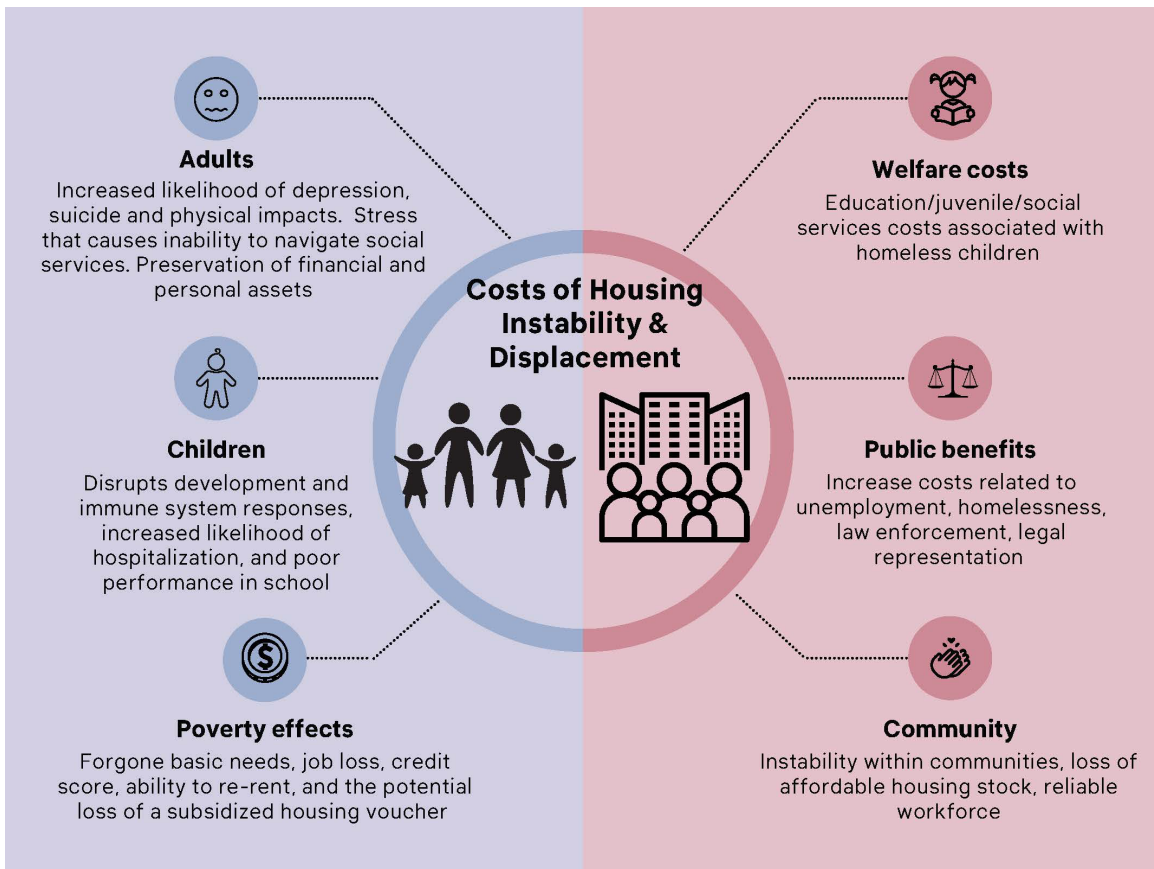 Costs of Housing
Instability &
Displacement
Adults
Increased likelihood of depression,
suicide and physical impacts.  Stress
that causes inability to navigate social
services. Preservation of financial and
personal assets
Children
Disrupts development and
immune system responses,
increased likelihood of
hospitalization, and poor
performance in school
$
Poverty effects
Forgone basic needs, job loss, credit
score, ability to re-rent, and the potential
loss of a subsidized housing voucher
Welfare costs
Education/juvenile/social
services costs associated with
homeless children
Public benefits
Increase costs related to
unemployment, homelessness,
law enforcement, legal
representation
Community
Instability within communities, loss of
affordable housing stock, reliable
workforce